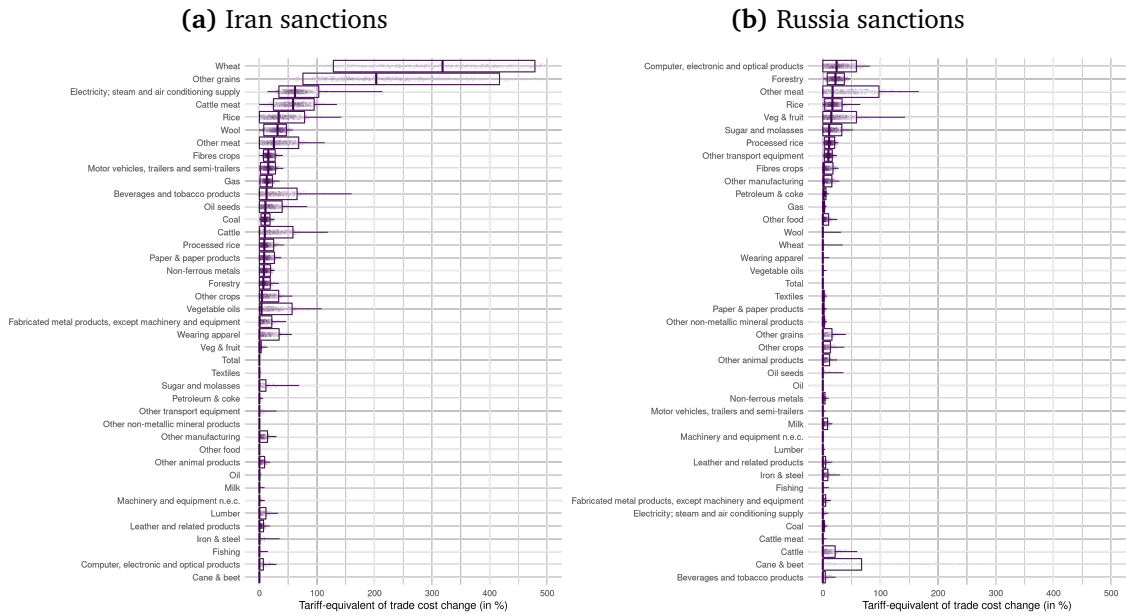 (a) Iran sanctions
Wheat
Other grains
Electricity; steam and air conditioning supply
Cattle meat
Rice
Wool
Other meat
Fibres crops
Motor vehicles, trailers and semi-trailers
Gas
Beverages and tobacco products
Oil seeds
Coal
Cattle
Processed rice
Paper & paper products
Non-ferrous metals
Forestry
Other crops
Vegetable oils
Fabricated metal products, except machinery and equipment
Wearing apparel
Veg & fruit
Total
Textiles
Sugar and molasses
Petroleum & coke
Other transport equipment
Other non-metallic mineral products
Other manufacturing
Other food
Other animal products
Oil
Milk
Machinery and equipment n.e.c.
Lumber
Leather and related products
Iron & steel
Fishing
Computer, electronic and optical products
Cane & beet
0 100 200 300 400 500
Tariff-equivalent of trade cost change (in %)
(b) Russia sanctions
Computer, electronic and optical products
Forestry
Other meat
Rice
Veg & fruit
Sugar and molasses
Processed rice
Other transport equipment
Fibres crops
Other manufacturing
Petroleum & coke
Gas
Other food
Wool
Wheat
Wearing apparel
Vegetable oils
Total
Textiles
Paper & paper products
Other non-metallic mineral products
Other grains
Other crops
Other animal products
Oil seeds
Oil
Non-ferrous metals
Motor vehicles, trailers and semi-trailers
Milk
Machinery and equipment n.e.c.
Lumber
Leather and related products
Iron & steel
Fishing
Fabricated metal products, except machinery and equipment
Electricity; steam and air conditioning supply
Coal
Cattle meat
Cattle
Cane & beet
Beverages and tobacco products
0 100 200 300 400 500
Tariff-equivalent of trade cost change (in %)